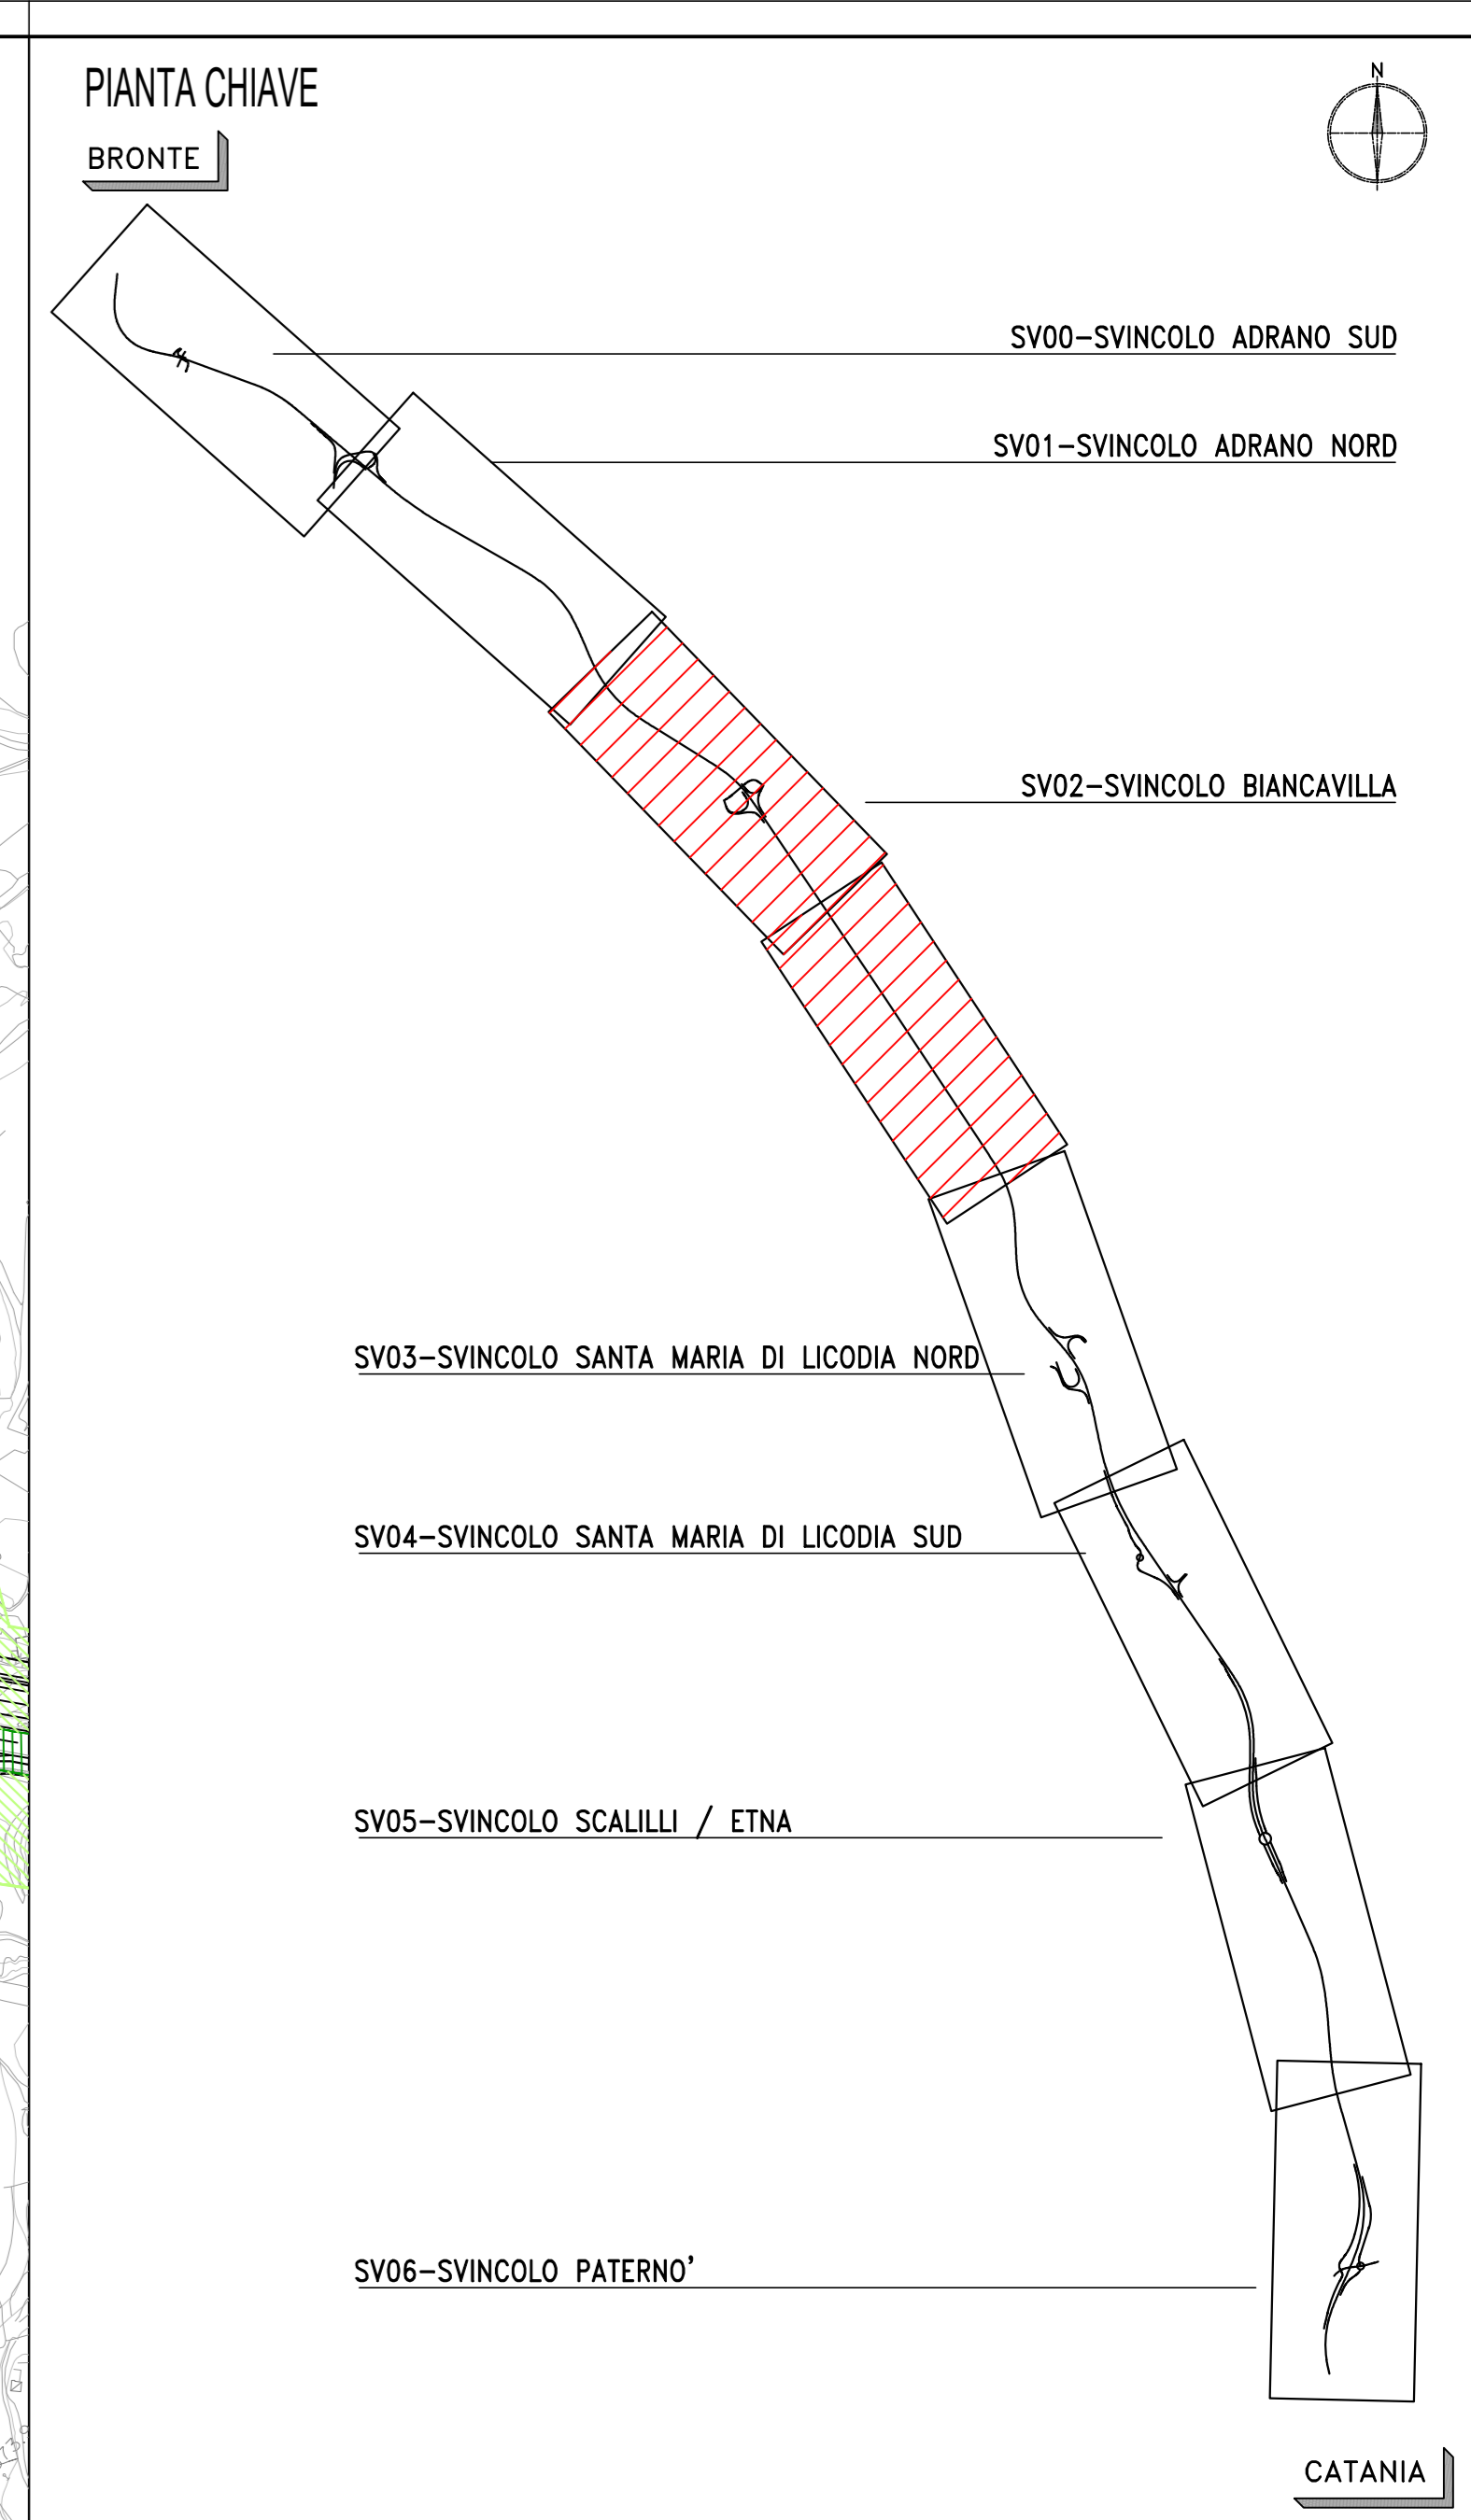 PIANTA CHIAVE
N
BRONTE
SV00-SVINCOLO ADRANO SUD
SV01-SVINCOLO ADRANO NORD
SV02-SVINCOLO BIANCAVILLA
SV03-SVINCOLO SANTA MARIA DI LICODIA NORD
SV04-SVINCOLO SANTA MARIA DI LICODIA SUD
SV05-SVINCOLO SCALILLI / ETNA
SV06-SVINCOLO PATERNO'
CATANIA